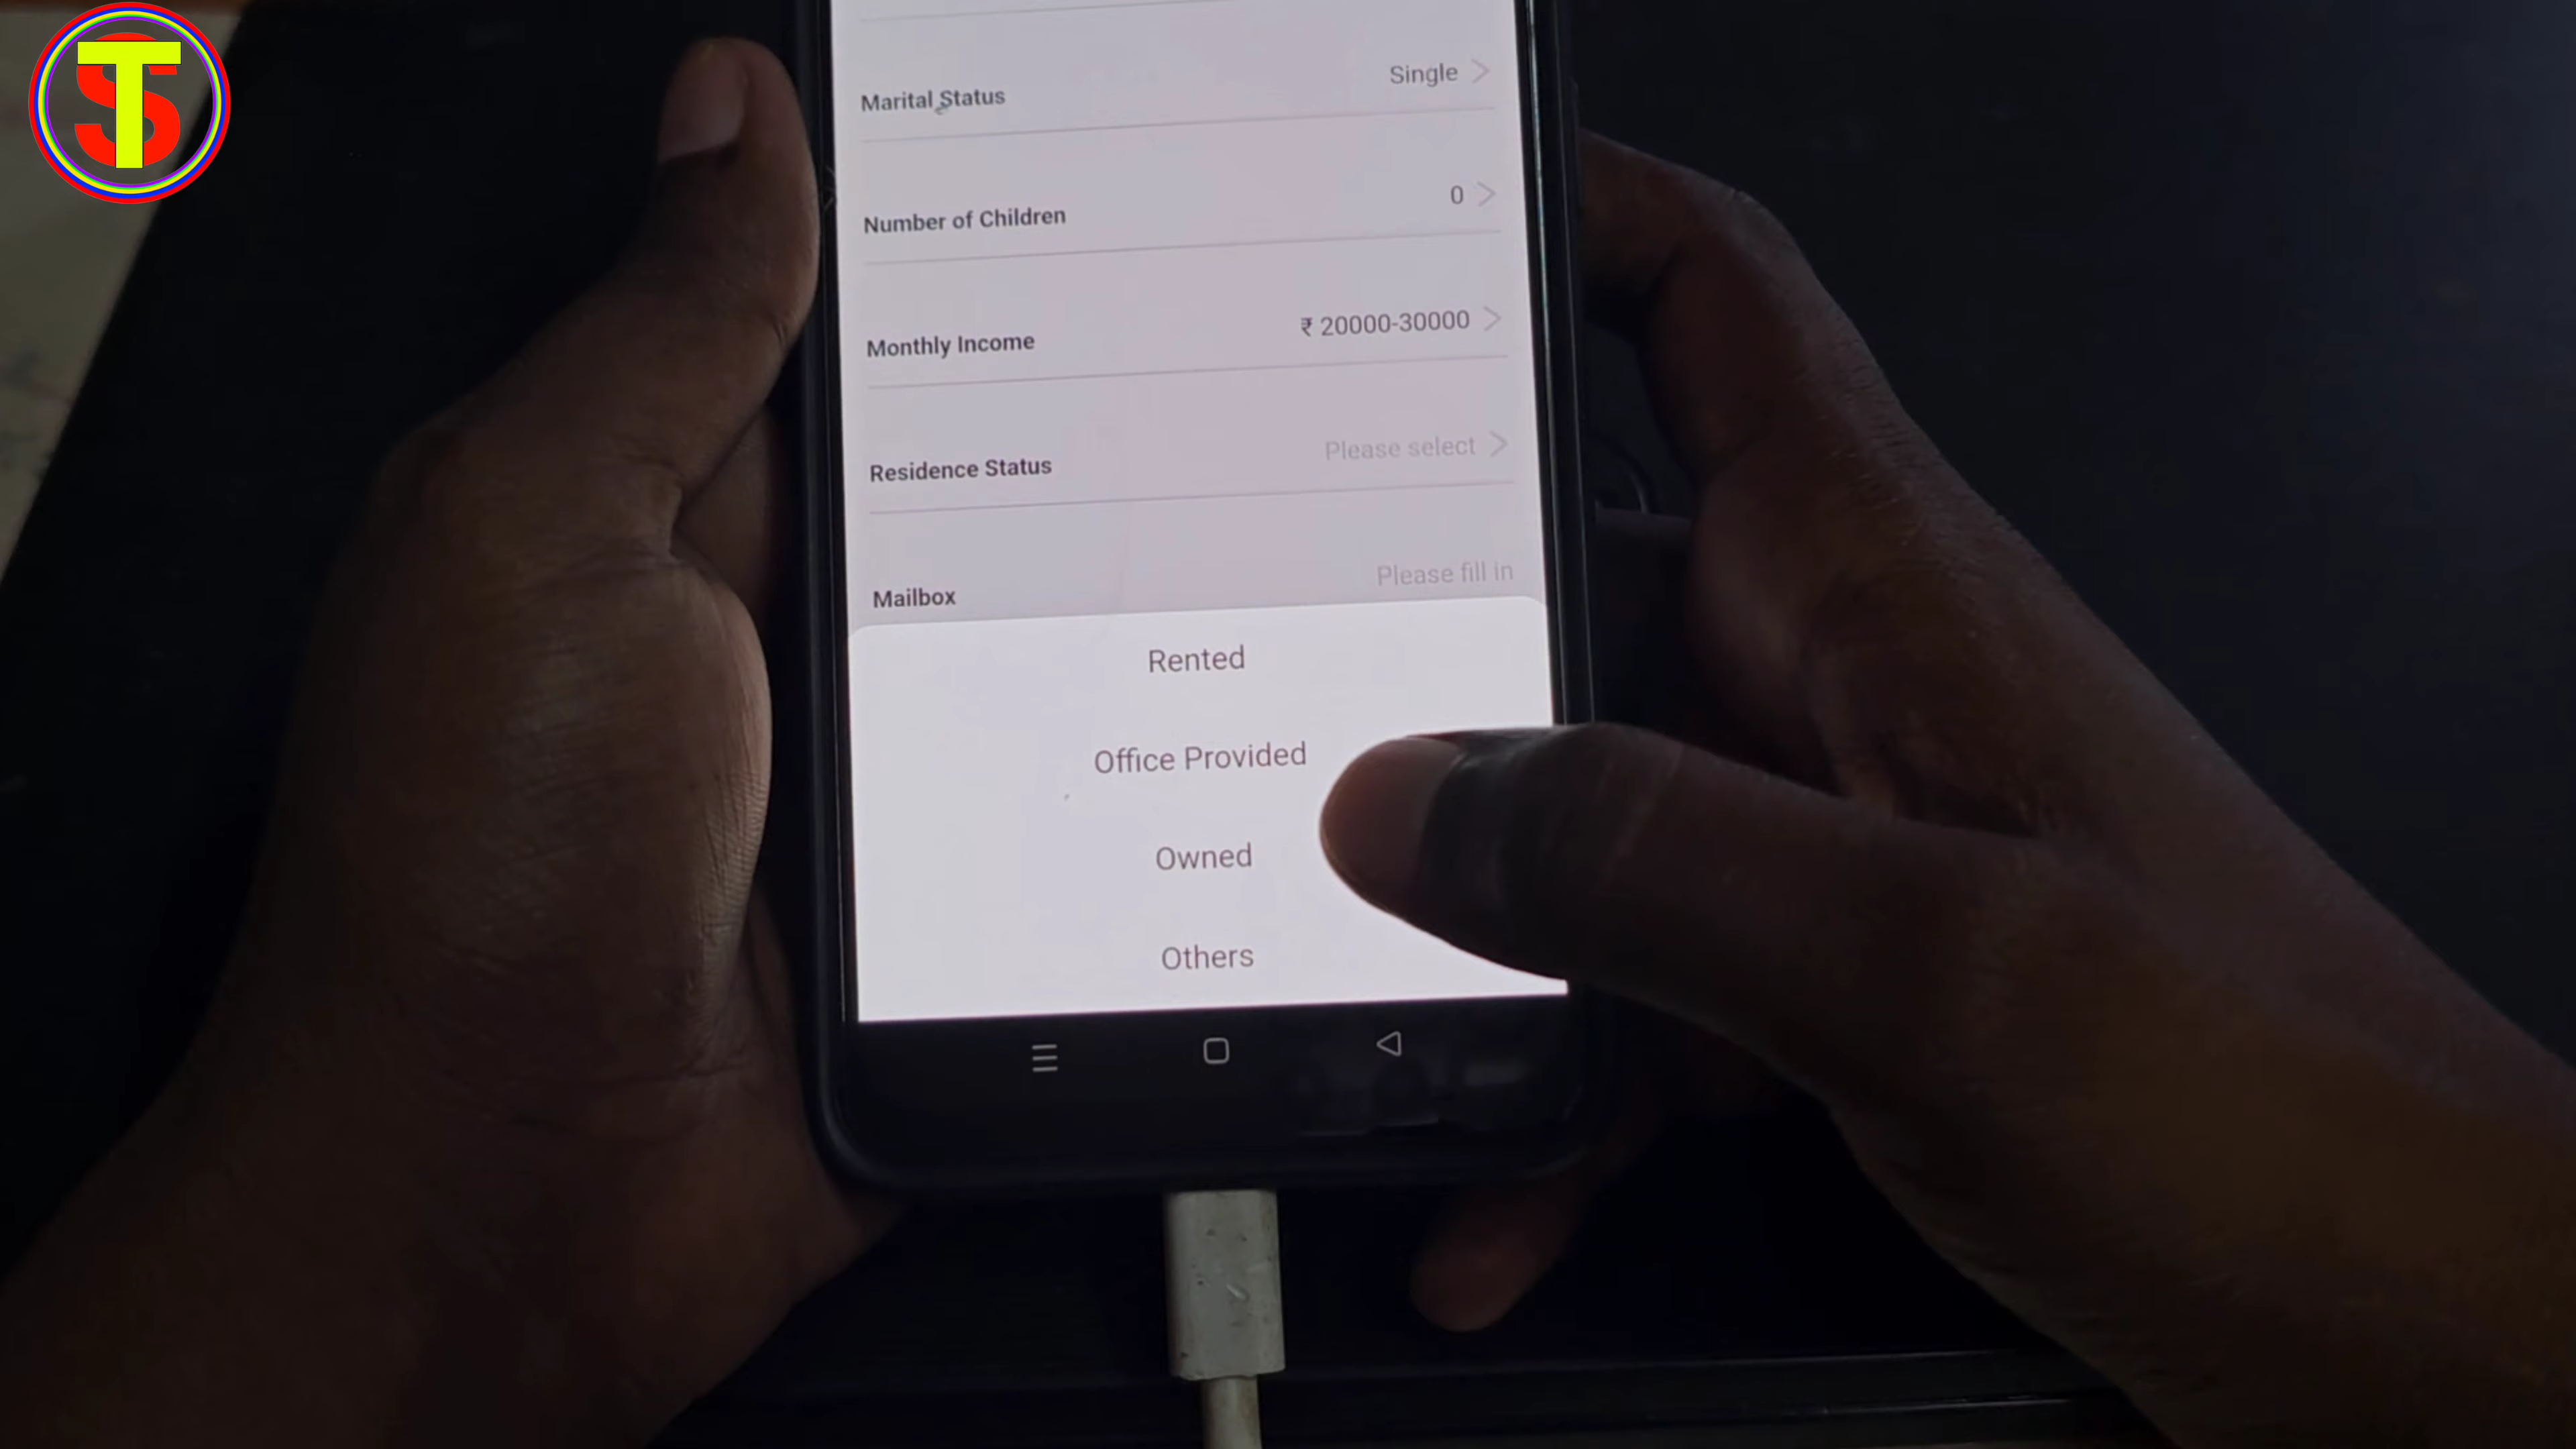 ST
Marital Status Single
Number of Children 0
Monthly Income ₹ 20000-30000
Residence Status Please select
Mailbox Please fill in
Rented
Office Provided
Owned
Others